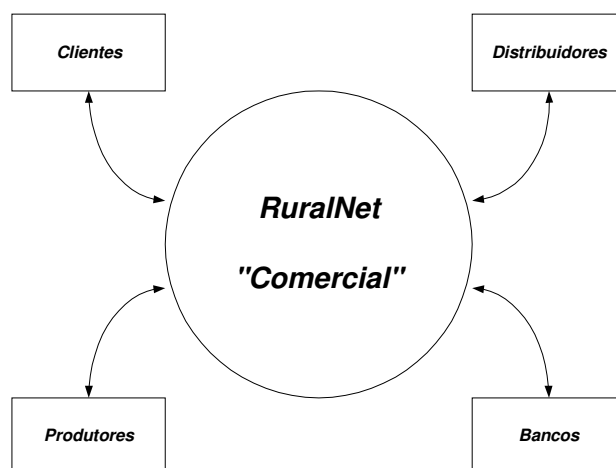 Clientes
Distribuidores
RuralNet
"Comercial"
Produtores
Bancos